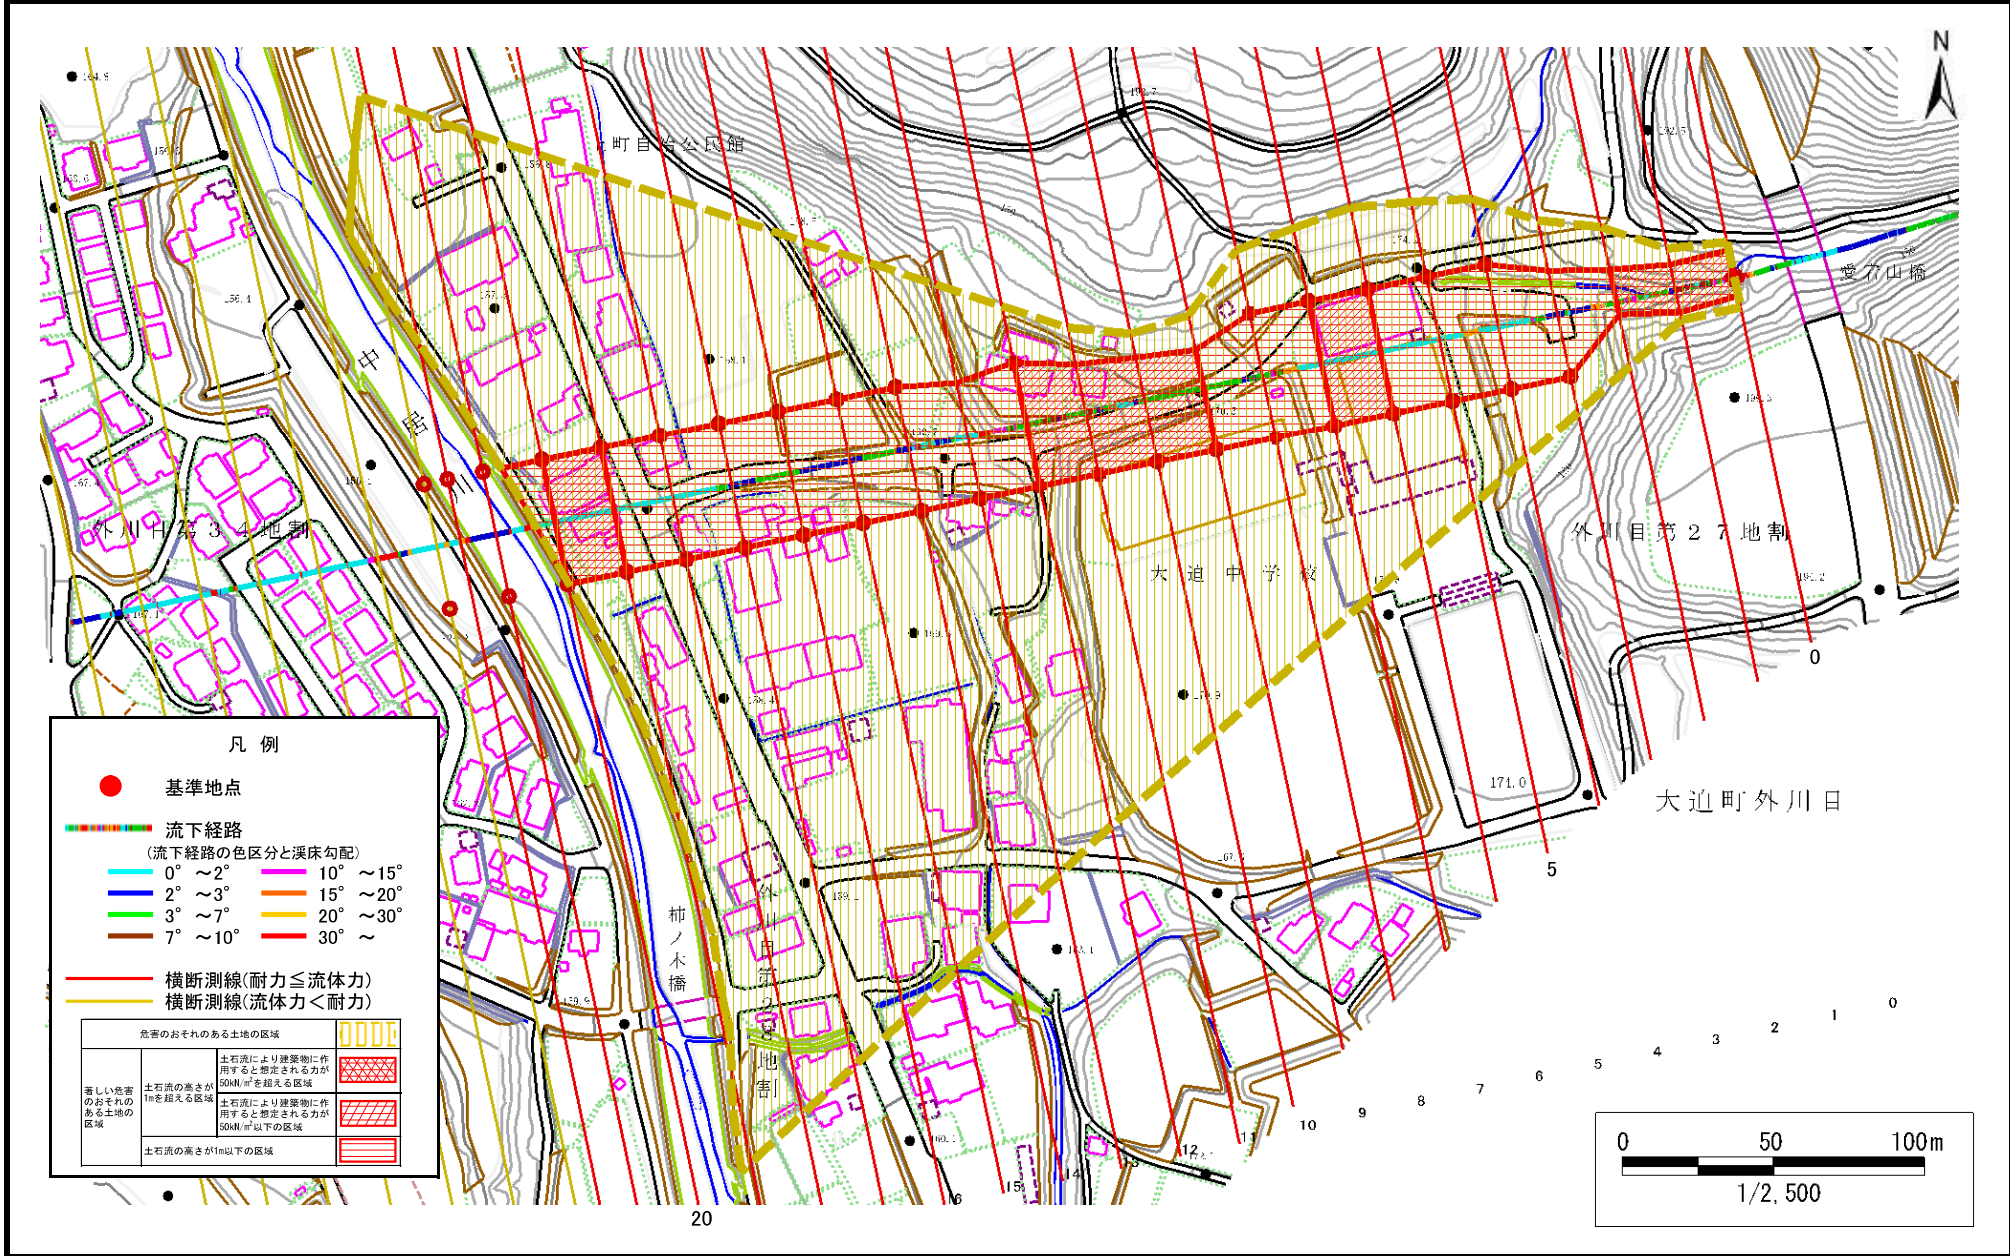 N
町自治公民館
愛宕山橋
中
居
川
外川目第34地割
大迫中学校
外川目第27地割
大迫町外川目
171.0
柿ノ木橋
外川目第28地割
凡 例
基準地点
流下経路
(流下経路の色区分と渓床勾配)
0° ～2° 10° ～15°
2° ～3° 15° ～20°
3° ～7° 20° ～30°
7° ～10° 30° ～
横断測線(耐力≦流体力)
横断測線(流体力＜耐力)
危害のおそれのある土地の区域
著しい危害のおそれのある土地の区域
土石流の高さが1mを超える区域
土石流により建築物に作用すると想定される力が50kN/m²を超える区域
土石流により建築物に作用すると想定される力が50kN/m²以下の区域
土石流の高さが1m以下の区域
0
5
0
1
2
3
4
5
6
7
8
9
10
11
12
13
14
15
16
20
0 50 100m
1/2,500